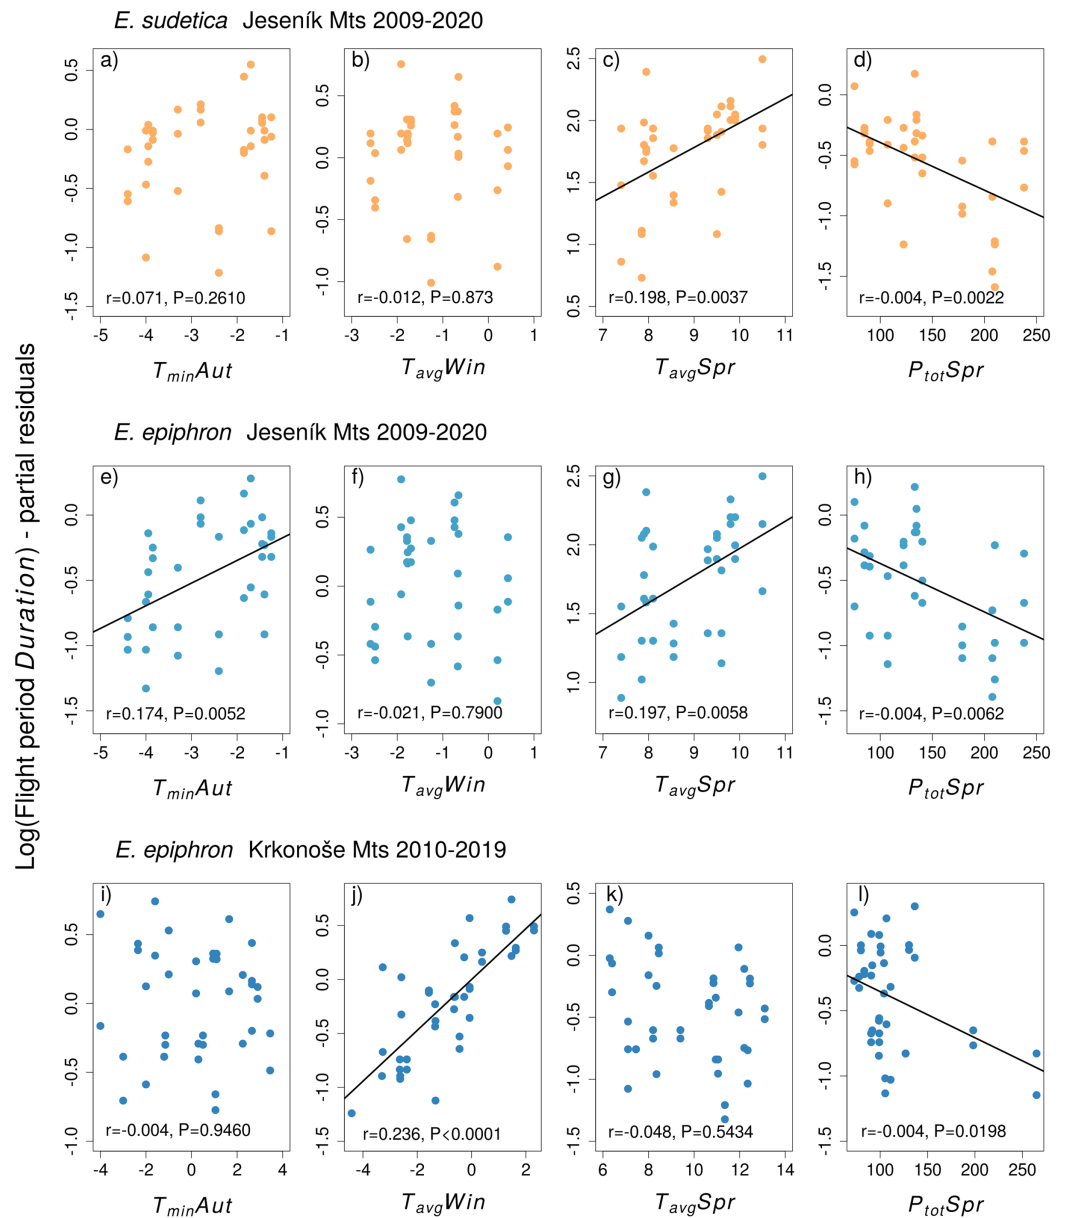 E. sudetica Jeseník Mts 2009-2020
a) b) c) d)
0.5 0.0 -0.5 -1.0 -1.5
0.5 0.0 -0.5 -1.0
2.5 2.0 1.5 1.0 0.5
0.0 -0.5 -1.0 -1.5
r=0.071, P=0.2610
r=-0.012, P=0.873
r=0.198, P=0.0037
r=-0.004, P=0.0022
-5 -4 -3 -2 -1
-3 -2 -1 0 1
7 8 9 10 11
100 150 200 250
TminAut
TavgWin
TavgSpr
PtotSpr
Log(Flight period Duration) - partial residuals
E. epiphron Jeseník Mts 2009-2020
e) f) g) h)
0.0 -0.5 -1.0 -1.5
0.5 0.0 -0.5 -1.0
2.5 2.0 1.5 1.0
0.0 -0.5 -1.0 -1.5
r=0.174, P=0.0052
r=-0.021, P=0.7900
r=0.197, P=0.0058
r=-0.004, P=0.0062
-5 -4 -3 -2 -1
-3 -2 -1 0 1
7 8 9 10 11
100 150 200 250
TminAut
TavgWin
TavgSpr
PtotSpr
E. epiphron Krkonoše Mts 2010-2019
i) j) k) l)
0.5 0.0 -0.5 -1.0
0.5 0.0 -0.5 -1.0 -1.5
0.5 0.0 -0.5 -1.0 -1.5
0.0 -0.5 -1.0 -1.5
r=-0.004, P=0.9460
r=0.236, P<0.0001
r=-0.048, P=0.5434
r=-0.004, P=0.0198
-4 -2 0 2 4
-4 -2 0 2
6 8 10 12 14
100 150 200 250
TminAut
TavgWin
TavgSpr
PtotSpr